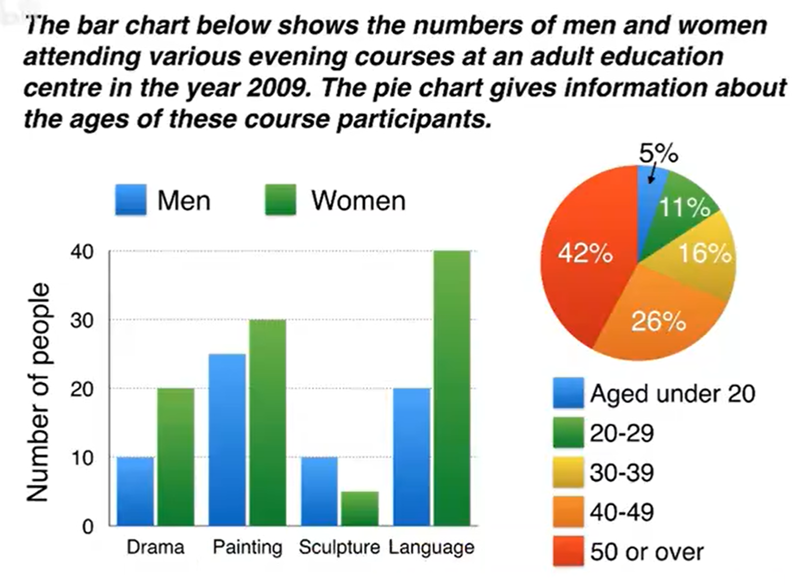 The bar chart below shows the numbers of men and women
attending various evening courses at an adult education
centre in the year 2009. The pie chart gives information about
the ages of these course participants.
Men
Women
Number of people
40
30
20
10
0
Drama
Painting
Sculpture
Language
5%
11%
16%
26%
42%
Aged under 20
20-29
30-39
40-49
50 or over